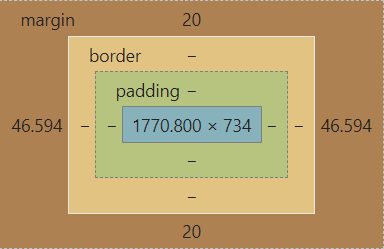 margin 20
border –
padding –
46.594 – – 1770.800 × 734 – – 46.594
–
–
20